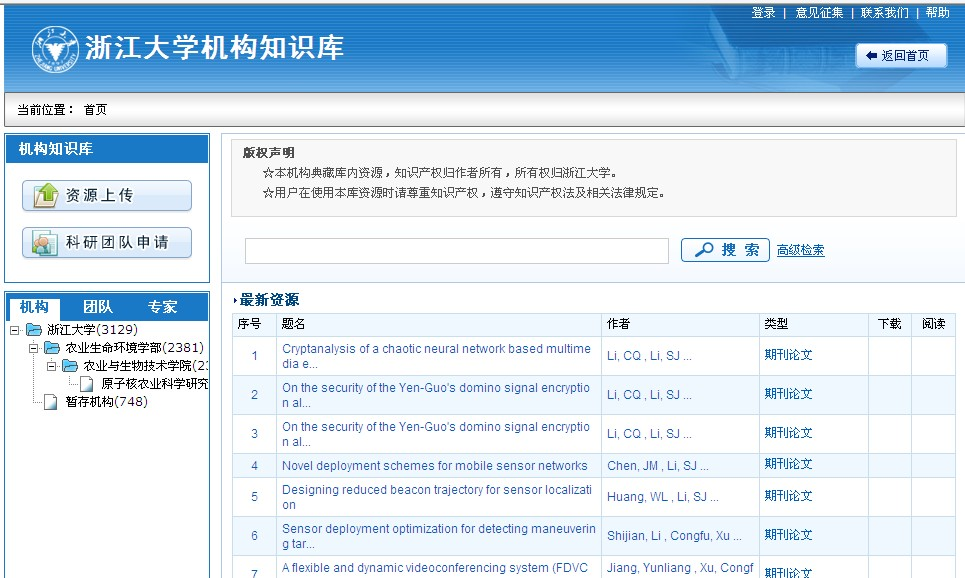 登录 | 意见征集 | 联系我们 | 帮助
浙江大学机构知识库
返回首页
当前位置： 首页
机构知识库
资源上传
科研团队申请
机构 团队 专家
浙江大学(3129)
农业生命环境学部(2381)
农业与生物技术学院(23
原子核农业科学研究
暂存机构(748)
版权声明
☆本机构典藏库内资源，知识产权归作者所有，所有权归浙江大学。
☆用户在使用本库资源时请尊重知识产权，遵守知识产权法及相关法律规定。
搜 索 高级检索
最新资源
序号 题名 作者 类型 下载 阅读
1 Cryptanalysis of a chaotic neural network based multime
dia e... Li, CQ , Li, SJ ... 期刊论文
2 On the security of the Yen-Guo's domino signal encryptio
n al... Li, CQ , Li, SJ ... 期刊论文
3 On the security of the Yen-Guo's domino signal encryptio
n al... Li, CQ , Li, SJ ... 期刊论文
4 Novel deployment schemes for mobile sensor networks Chen, JM , Li, SJ ... 期刊论文
5 Designing reduced beacon trajectory for sensor localizati
on Huang, WL , Li, SJ ... 期刊论文
6 Sensor deployment optimization for detecting maneuverin
g tar... Shijian, Li , Congfu, Xu ... 期刊论文
7 A flexible and dynamic videoconferencing system (FDVC Jiang, Yunliang , Xu, Congf 期刊论文